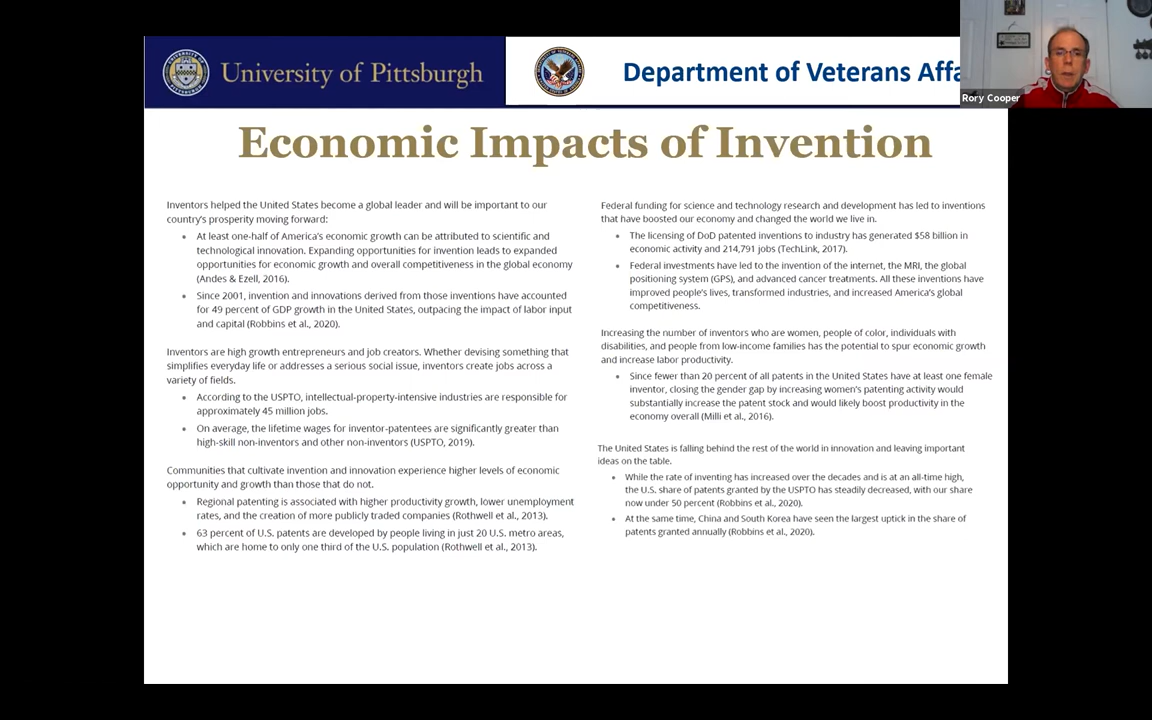 University of Pittsburgh
Department of Veterans Affa
Rory Cooper
Economic Impacts of Invention
Inventors helped the United States become a global leader and will be important to our
country's prosperity moving forward:
• At least one-half of America's economic growth can be attributed to scientific and
technological innovation. Expanding opportunities for invention leads to expanded
opportunities for economic growth and overall competitiveness in the global economy
(Andes & Ezell, 2016).
• Since 2001, invention and innovations derived from those inventions have accounted
for 49 percent of GDP growth in the United States, outpacing the impact of labor input
and capital (Robbins et al., 2020).
Inventors are high growth entrepreneurs and job creators. Whether devising something that
simplifies everyday life or addresses a serious social issue, inventors create jobs across a
variety of fields.
• According to the USPTO, intellectual-property-intensive industries are responsible for
approximately 45 million jobs.
• On average, the lifetime wages for inventor-patentees are significantly greater than
high-skill non-inventors and other non-inventors (USPTO, 2019).
Communities that cultivate invention and innovation experience higher levels of economic
opportunity and growth than those that do not.
• Regional patenting is associated with higher productivity growth, lower unemployment
rates, and the creation of more publicly traded companies (Rothwell et al., 2013).
• 63 percent of U.S. patents are developed by people living in just 20 U.S. metro areas,
which are home to only one third of the U.S. population (Rothwell et al., 2013).
Federal funding for science and technology research and development has led to inventions
that have boosted our economy and changed the world we live in.
• The licensing of DoD patented inventions to industry has generated $58 billion in
economic activity and 214,791 jobs (TechLink, 2017).
• Federal investments have led to the invention of the internet, the MRI, the global
positioning system (GPS), and advanced cancer treatments. All these inventions have
improved people's lives, transformed industries, and increased America's global
competitiveness.
Increasing the number of inventors who are women, people of color, individuals with
disabilities, and people from low-income families has the potential to spur economic growth
and increase labor productivity.
• Since fewer than 20 percent of all patents in the United States have at least one female
inventor, closing the gender gap by increasing women's patenting activity would
substantially increase the patent stock and would likely boost productivity in the
economy overall (Milli et al., 2016).
The United States is falling behind the rest of the world in innovation and leaving important
ideas on the table.
• While the rate of inventing has increased over the decades and is at an all-time high,
the U.S. share of patents granted by the USPTO has steadily decreased, with our share
now under 50 percent (Robbins et al., 2020).
• At the same time, China and South Korea have seen the largest uptick in the share of
patents granted annually (Robbins et al., 2020).